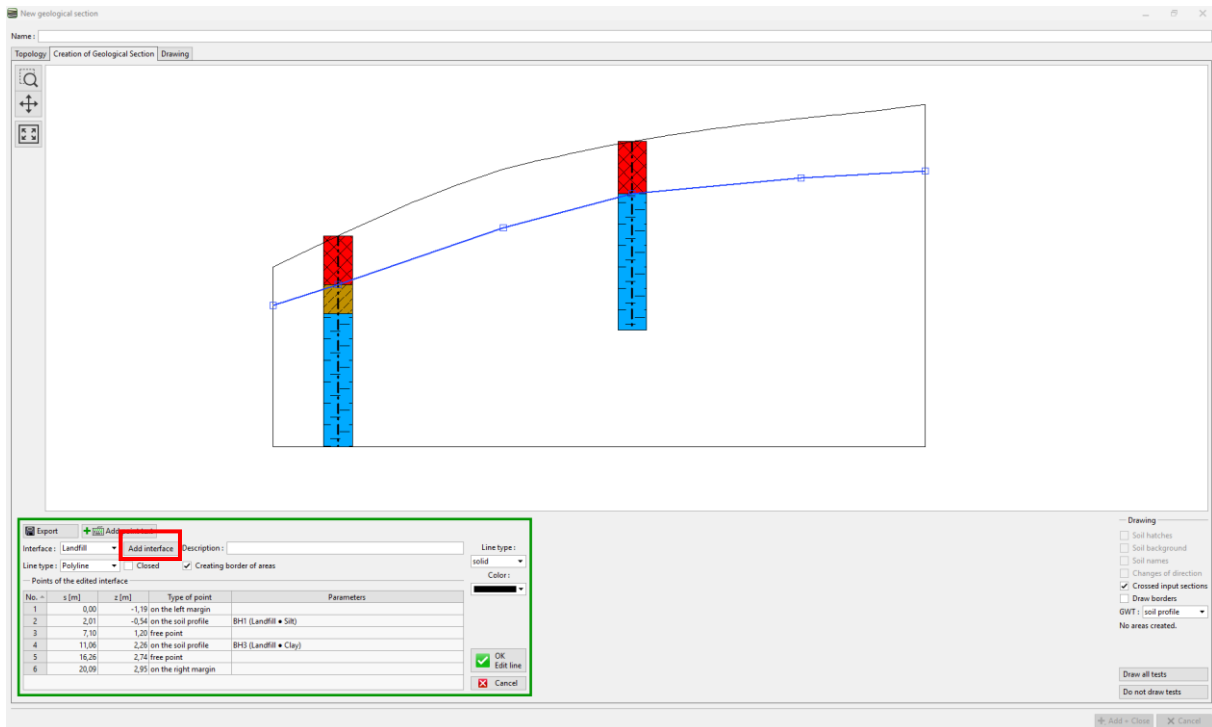 New geological section
Name :
Topology Creation of Geological Section Drawing
Export Add
Interface : Landfill Add interface Description :
Line type : Polyline Closed Creating border of areas
Points of the edited interface
No. s [m] z [m] Type of point Parameters
1 0,00 -1,19 on the left margin
2 2,01 -0,54 on the soil profile BH1 (Landfill ● Silt)
3 7,10 1,20 free point
4 11,06 2,26 on the soil profile BH3 (Landfill ● Clay)
5 16,26 2,74 free point
6 20,09 2,95 on the right margin
Line type :
solid
Color :
OK
Edit line
Cancel
Drawing
Soil hatches
Soil background
Soil names
Changes of direction
Crossed input sections
Draw borders
GWT : soil profile
No areas created.
Draw all tests
Do not draw tests
Add + Close Cancel